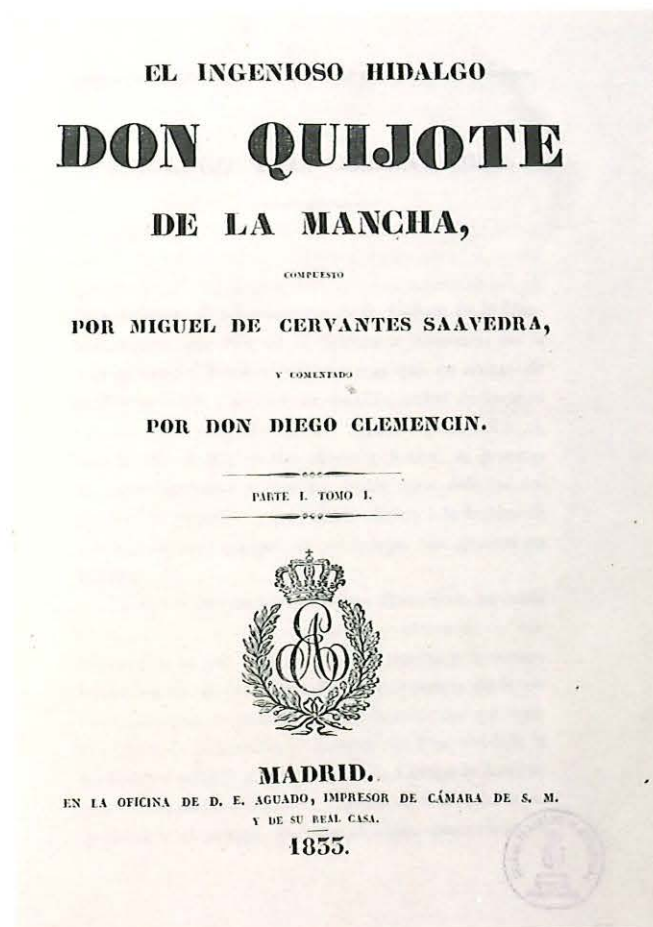 EL INGENIOSO HIDALGO
DON QUIJOTE
DE LA MANCHA,
COMPUESTO
POR MIGUEL DE CERVANTES SAAVEDRA,
Y COMENTADO
POR DON DIEGO CLEMENCIN.
PARTE I. TOMO I.
EA
MADRID.
EN LA OFICINA DE D. E. AGUADO, IMPRESOR DE CÁMARA DE S. M.
Y DE SU REAL CASA.
1833.